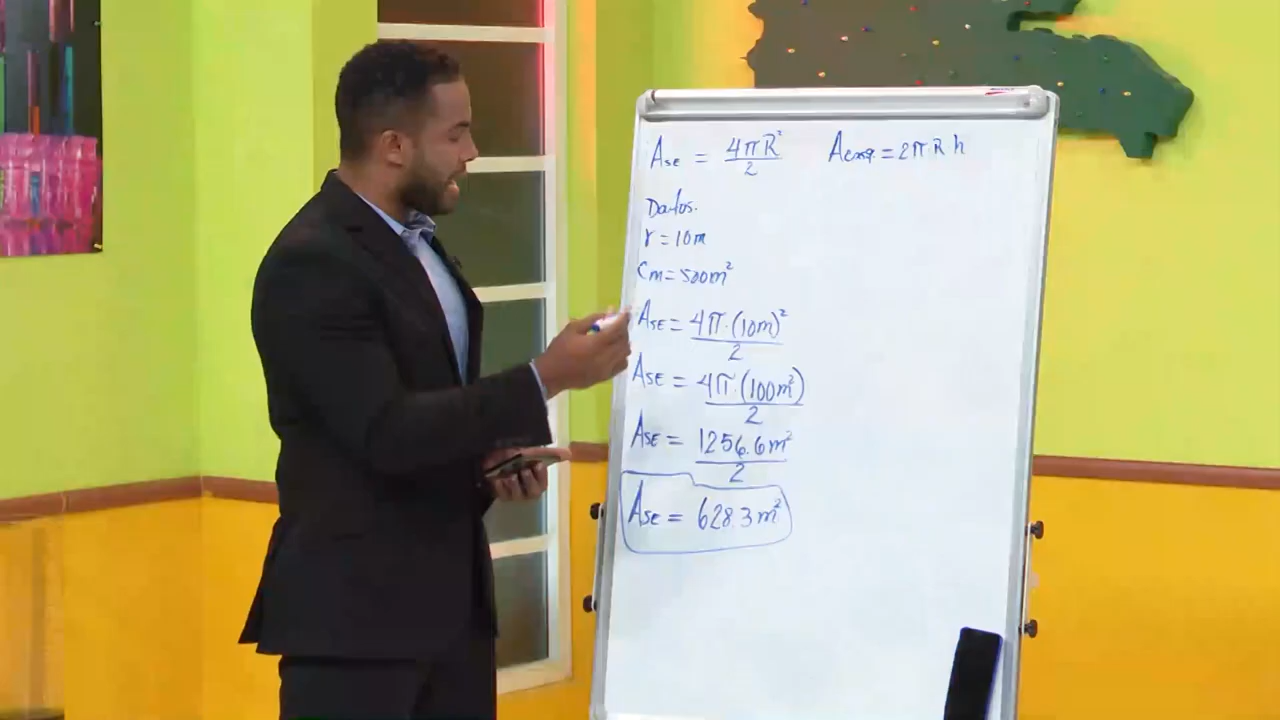 ASE = 4πR² / 2
Acasq. = 2π·R h
Datos.
r = 10m
Cm = 500m²
ASE = 4π·(10m)² / 2
ASE = 4π·(100m²) / 2
ASE = 1256.6m² / 2
ASE = 628.3m²